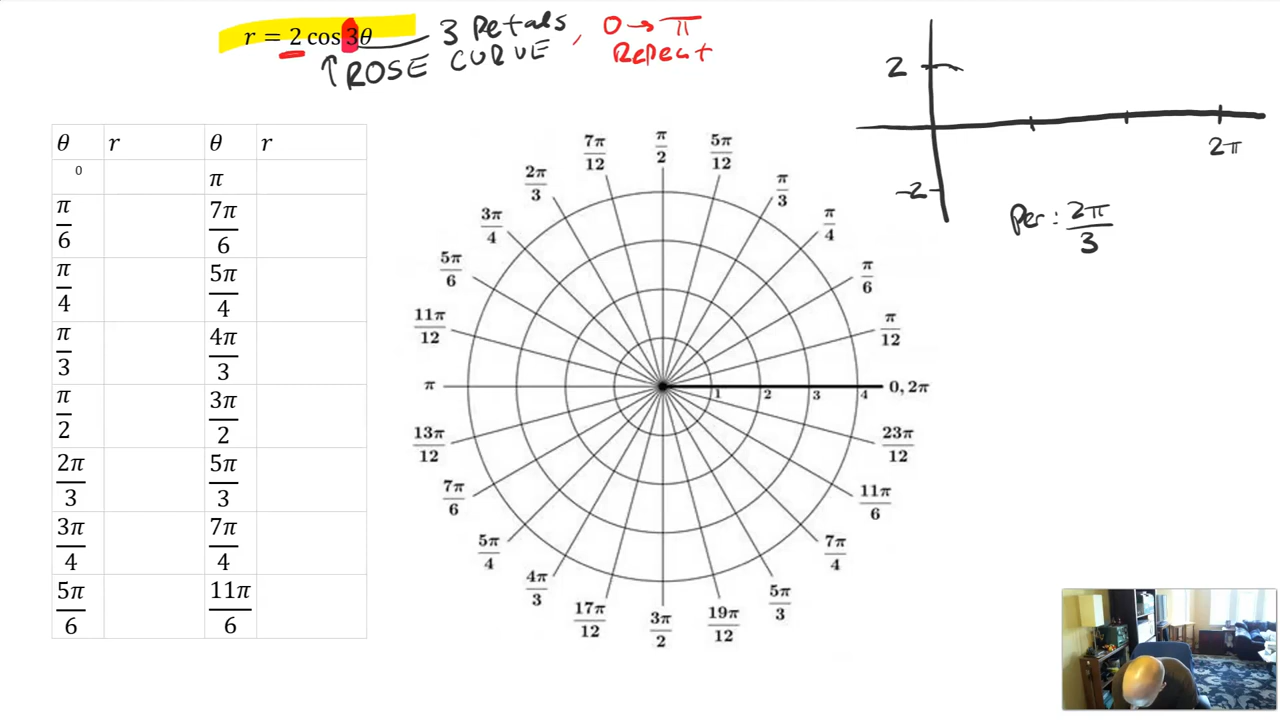 r = 2 cos 3θ
3 Petals, 0 → π
↑ ROSE CURVE Repeat
2
2π
-2
Per: 2π/3
θ r θ r
0 π
π/6 7π/6
π/4 5π/4
π/3 4π/3
π/2 3π/2
2π/3 5π/3
3π/4 7π/4
5π/6 11π/6
7π/12 π/2 5π/12
2π/3 π/3
3π/4 π/4
5π/6 π/6
11π/12 π/12
π 1 2 3 4 0, 2π
13π/12 23π/12
7π/6 11π/6
5π/4 7π/4
4π/3 5π/3
17π/12 3π/2 19π/12